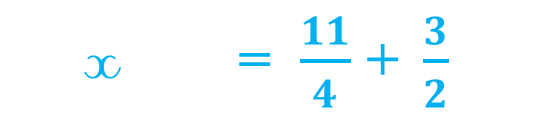 x = 11/4 + 3/2